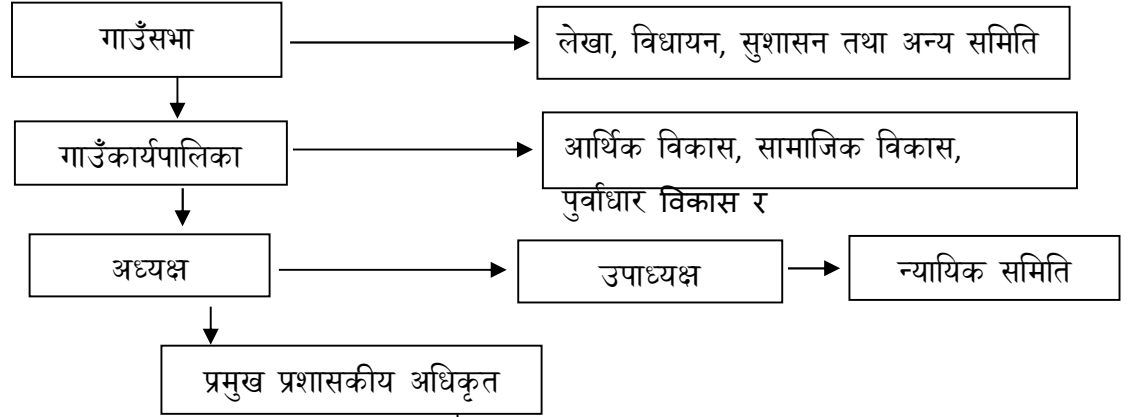 गाउँसभा
लेखा, विधायन, सुशासन तथा अन्य समिति
गाउँकार्यपालिका
आर्थिक विकास, सामाजिक विकास,
पुर्वाधार विकास र
अध्यक्ष
उपाध्यक्ष
न्यायिक समिति
प्रमुख प्रशासकीय अधिकृत